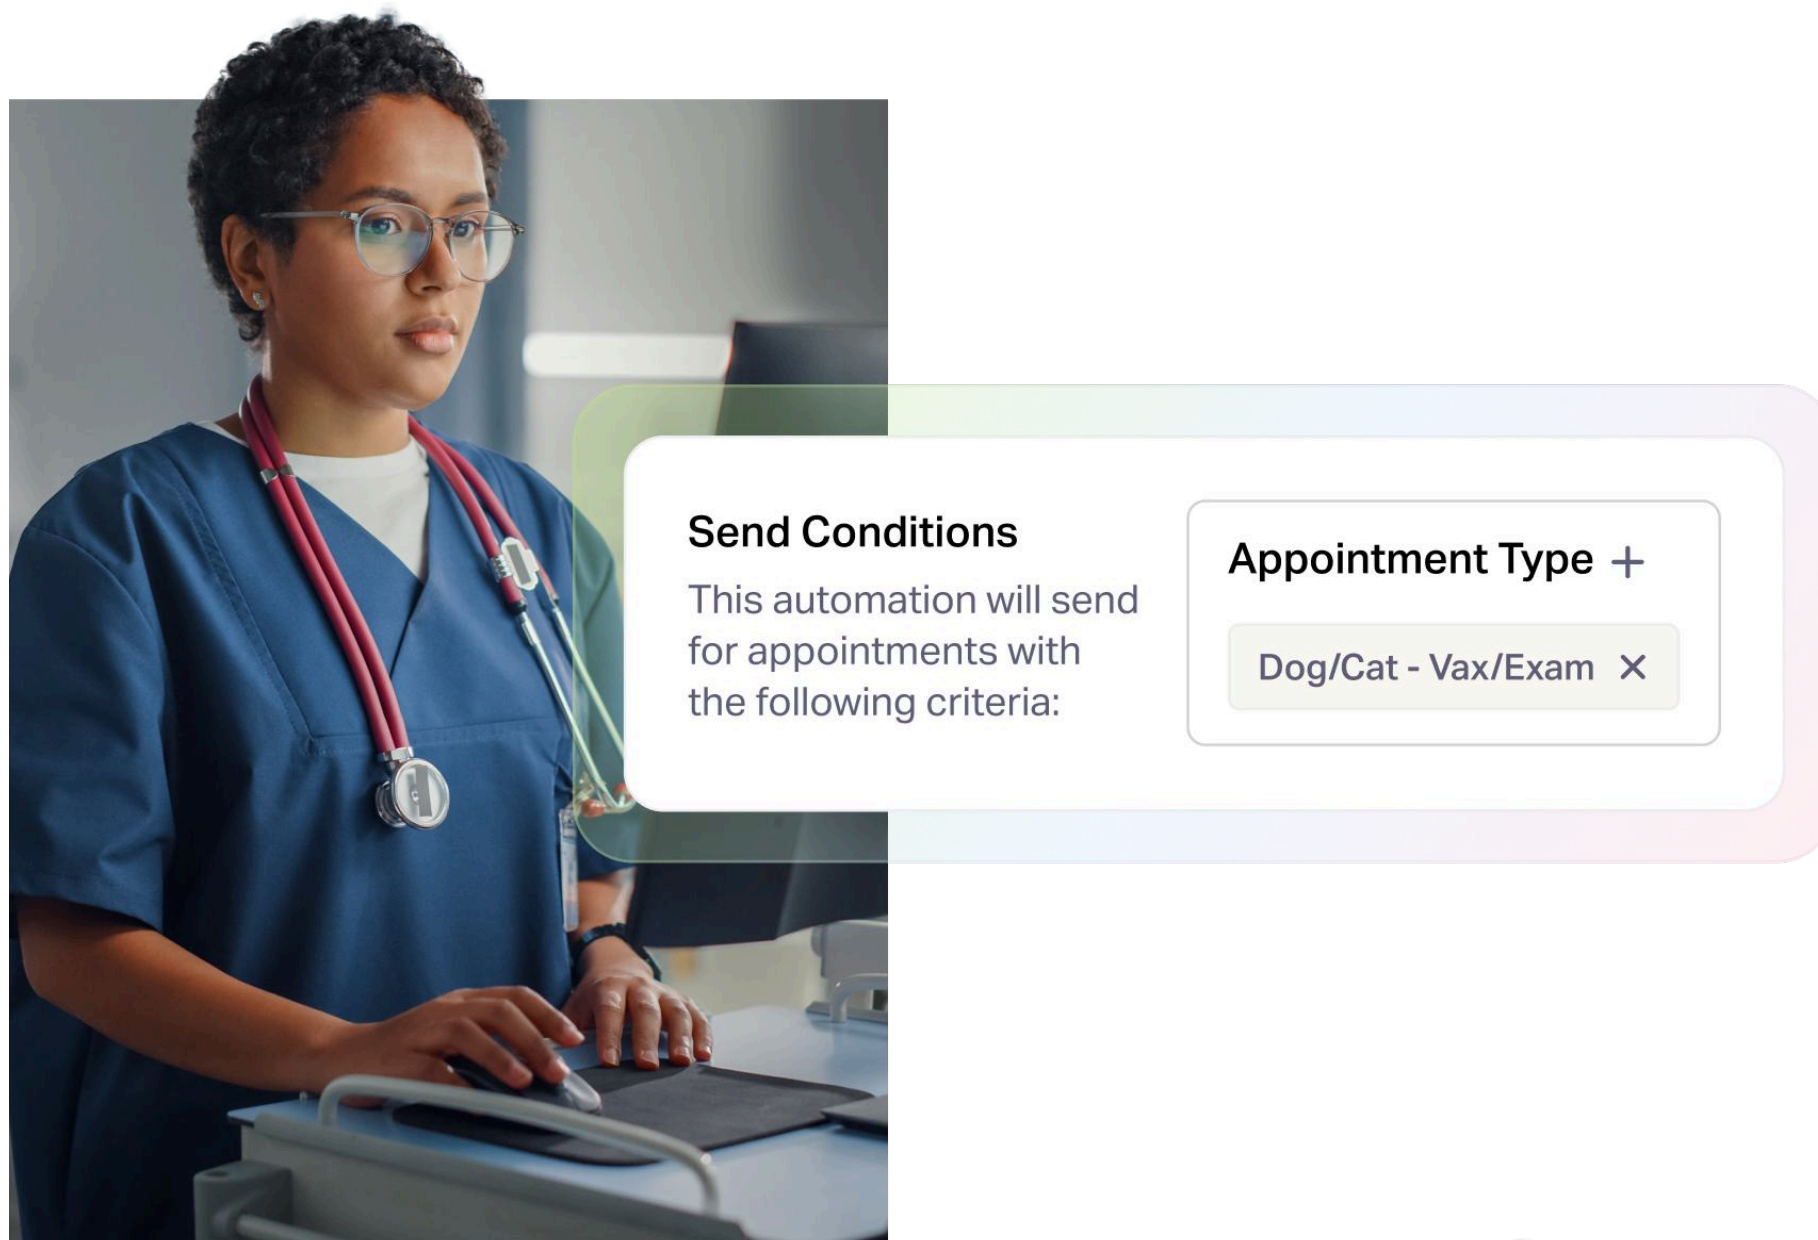 Send Conditions
This automation will send
for appointments with
the following criteria:
Appointment Type +
Dog/Cat - Vax/Exam ×